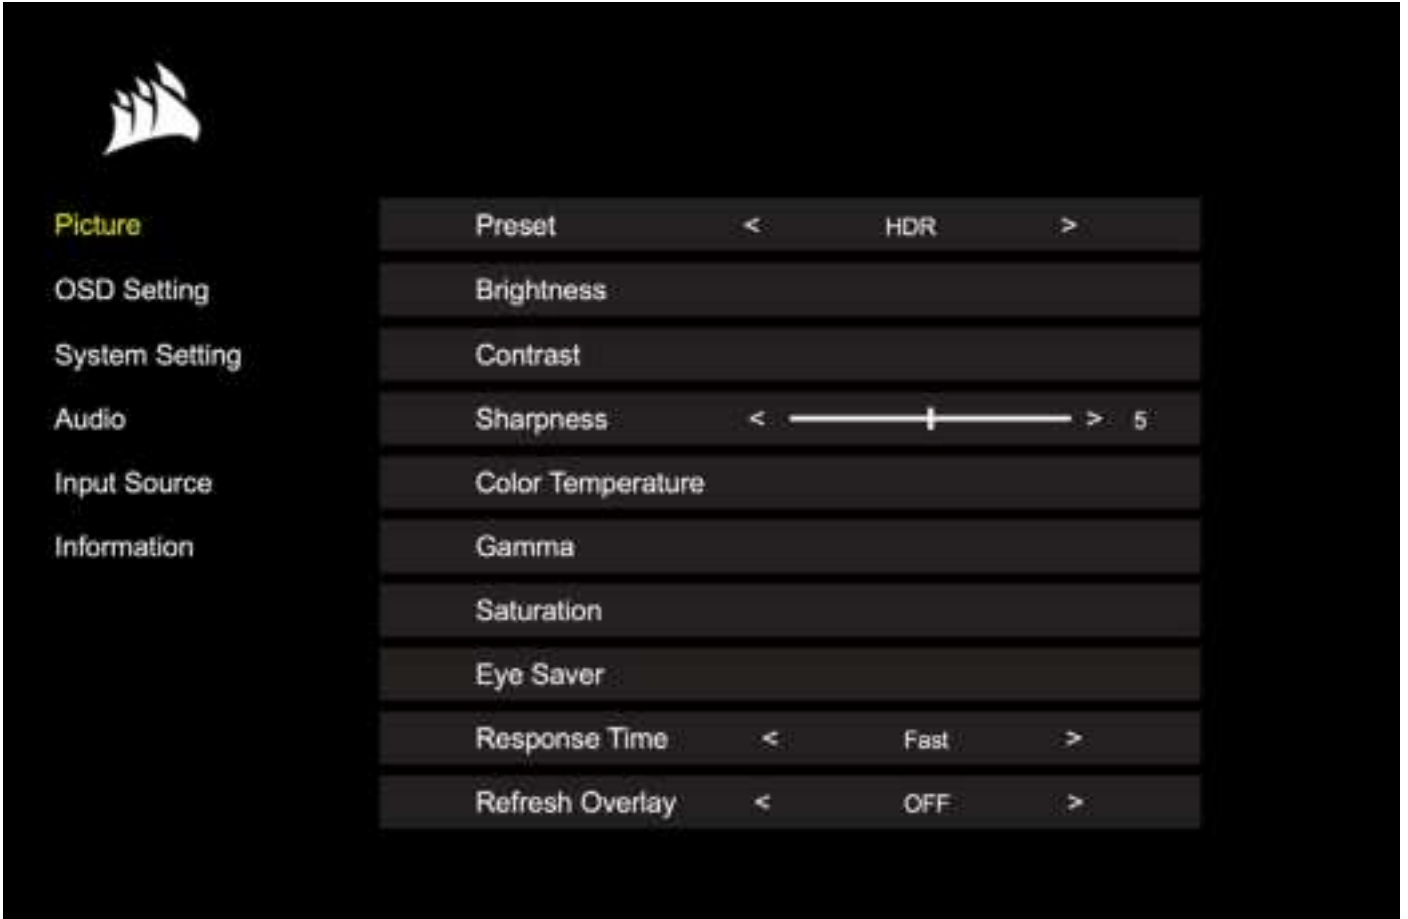 Picture
OSD Setting
System Setting
Audio
Input Source
Information
Preset < HDR >
Brightness
Contrast
Sharpness < > 5
Color Temperature
Gamma
Saturation
Eye Saver
Response Time < Fast >
Refresh Overlay < OFF >